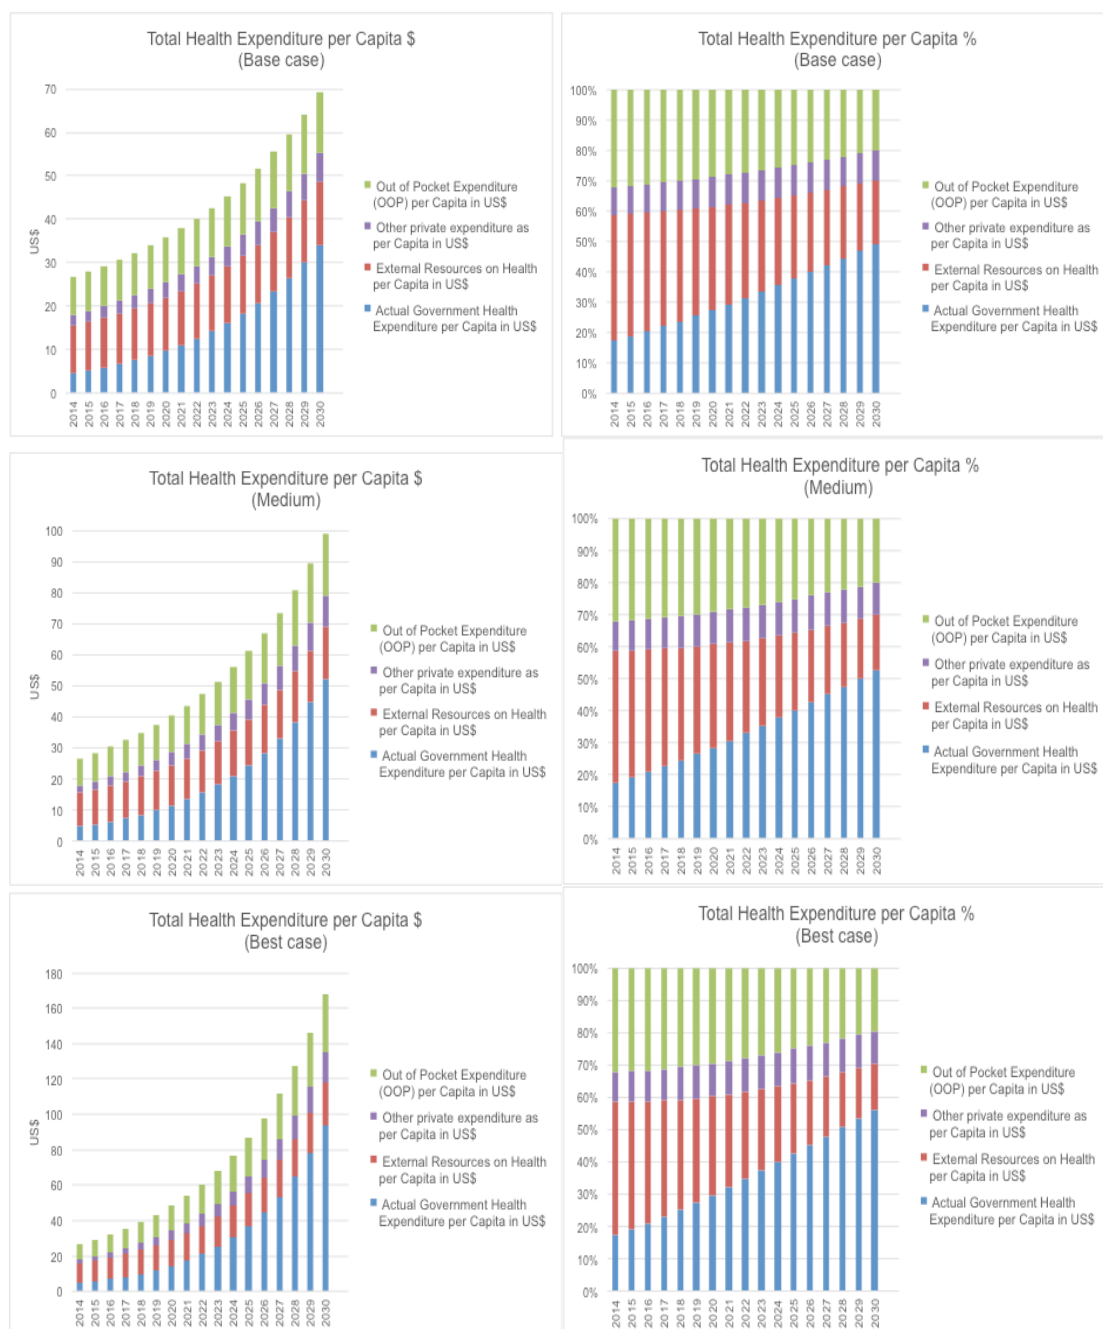 Total Health Expenditure per Capita $
(Base case)
70
60
50
40
30
20
10
0
US$
2014 2015 2016 2017 2018 2019 2020 2021 2022 2023 2024 2025 2026 2027 2028 2029 2030
Out of Pocket Expenditure
(OOP) per Capita in US$
Other private expenditure as
per Capita in US$
External Resources on Health
per Capita in US$
Actual Government Health
Expenditure per Capita in US$
Total Health Expenditure per Capita %
(Base case)
100%
90%
80%
70%
60%
50%
40%
30%
20%
10%
0%
2014 2015 2016 2017 2018 2019 2020 2021 2022 2023 2024 2025 2026 2027 2028 2029 2030
Out of Pocket Expenditure
(OOP) per Capita in US$
Other private expenditure as
per Capita in US$
External Resources on Health
per Capita in US$
Actual Government Health
Expenditure per Capita in US$
Total Health Expenditure per Capita $
(Medium)
100
90
80
70
60
50
40
30
20
10
0
US$
2014 2015 2016 2017 2018 2019 2020 2021 2022 2023 2024 2025 2026 2027 2028 2029 2030
Out of Pocket Expenditure
(OOP) per Capita in US$
Other private expenditure as
per Capita in US$
External Resources on Health
per Capita in US$
Actual Government Health
Expenditure per Capita in US$
Total Health Expenditure per Capita %
(Medium)
100%
90%
80%
70%
60%
50%
40%
30%
20%
10%
0%
2014 2015 2016 2017 2018 2019 2020 2021 2022 2023 2024 2025 2026 2027 2028 2029 2030
Out of Pocket Expenditure
(OOP) per Capita in US$
Other private expenditure as
per Capita in US$
External Resources on Health
per Capita in US$
Actual Government Health
Expenditure per Capita in US$
Total Health Expenditure per Capita $
(Best case)
180
160
140
120
100
80
60
40
20
0
US$
2014 2015 2016 2017 2018 2019 2020 2021 2022 2023 2024 2025 2026 2027 2028 2029 2030
Out of Pocket Expenditure
(OOP) per Capita in US$
Other private expenditure as
per Capita in US$
External Resources on Health
per Capita in US$
Actual Government Health
Expenditure per Capita in US$
Total Health Expenditure per Capita %
(Best case)
100%
90%
80%
70%
60%
50%
40%
30%
20%
10%
0%
2014 2015 2016 2017 2018 2019 2020 2021 2022 2023 2024 2025 2026 2027 2028 2029 2030
Out of Pocket Expenditure
(OOP) per Capita in US$
Other private expenditure as
per Capita in US$
External Resources on Health
per Capita in US$
Actual Government Health
Expenditure per Capita in US$